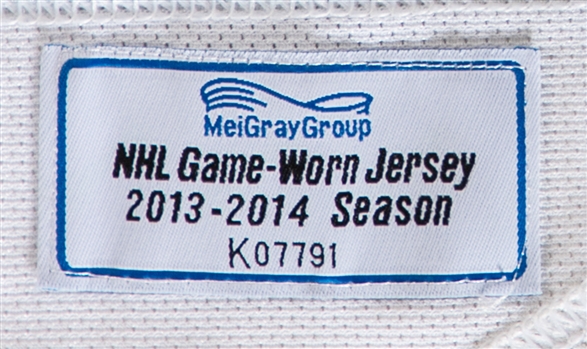 MeiGrayGroup
NHL Game-Worn Jersey
2013-2014 Season
K07791